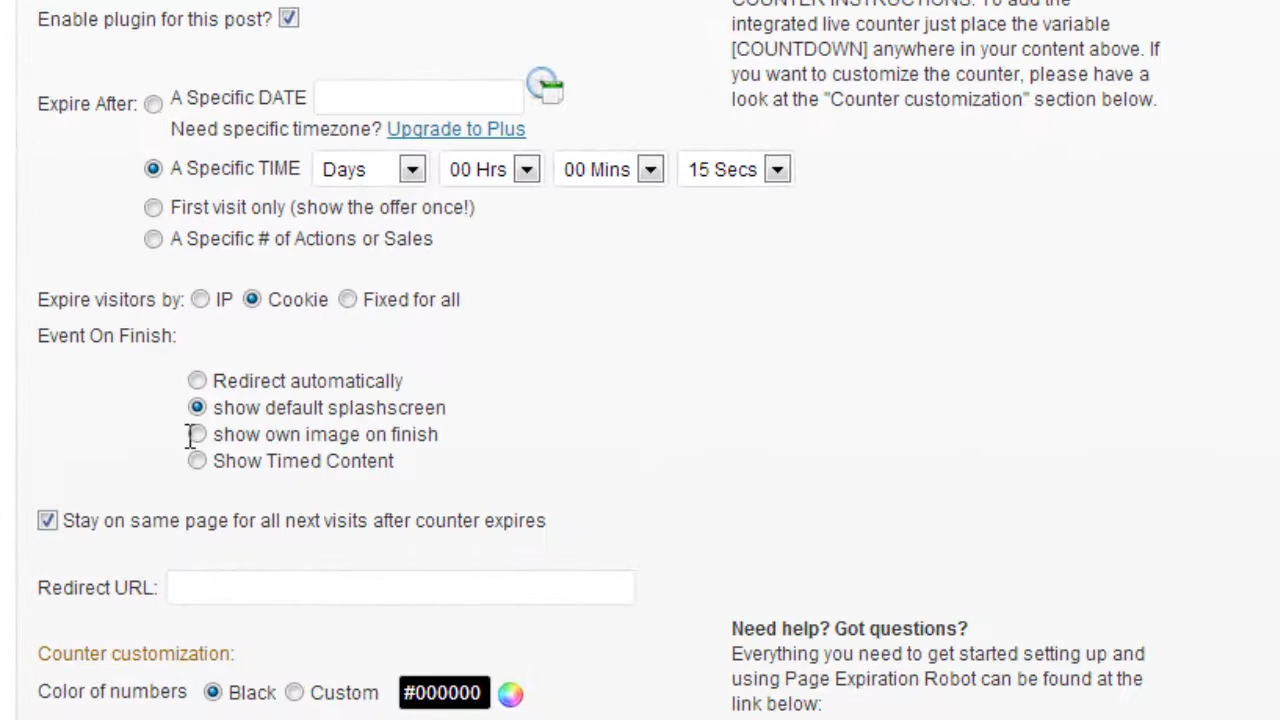 Enable plugin for this post?
COUNTER INSTRUCTIONS: To add the
integrated live counter just place the variable
[COUNTDOWN] anywhere in your content above. If
you want to customize the counter, please have a
look at the "Counter customization" section below.
Expire After:
A Specific DATE
Need specific timezone? Upgrade to Plus
A Specific TIME Days 00 Hrs 00 Mins 15 Secs
First visit only (show the offer once!)
A Specific # of Actions or Sales
Expire visitors by: IP Cookie Fixed for all
Event On Finish:
Redirect automatically
show default splashscreen
show own image on finish
Show Timed Content
Stay on same page for all next visits after counter expires
Redirect URL:
Counter customization:
Color of numbers Black Custom #000000
Need help? Got questions?
Everything you need to get started setting up and
using Page Expiration Robot can be found at the
link below: